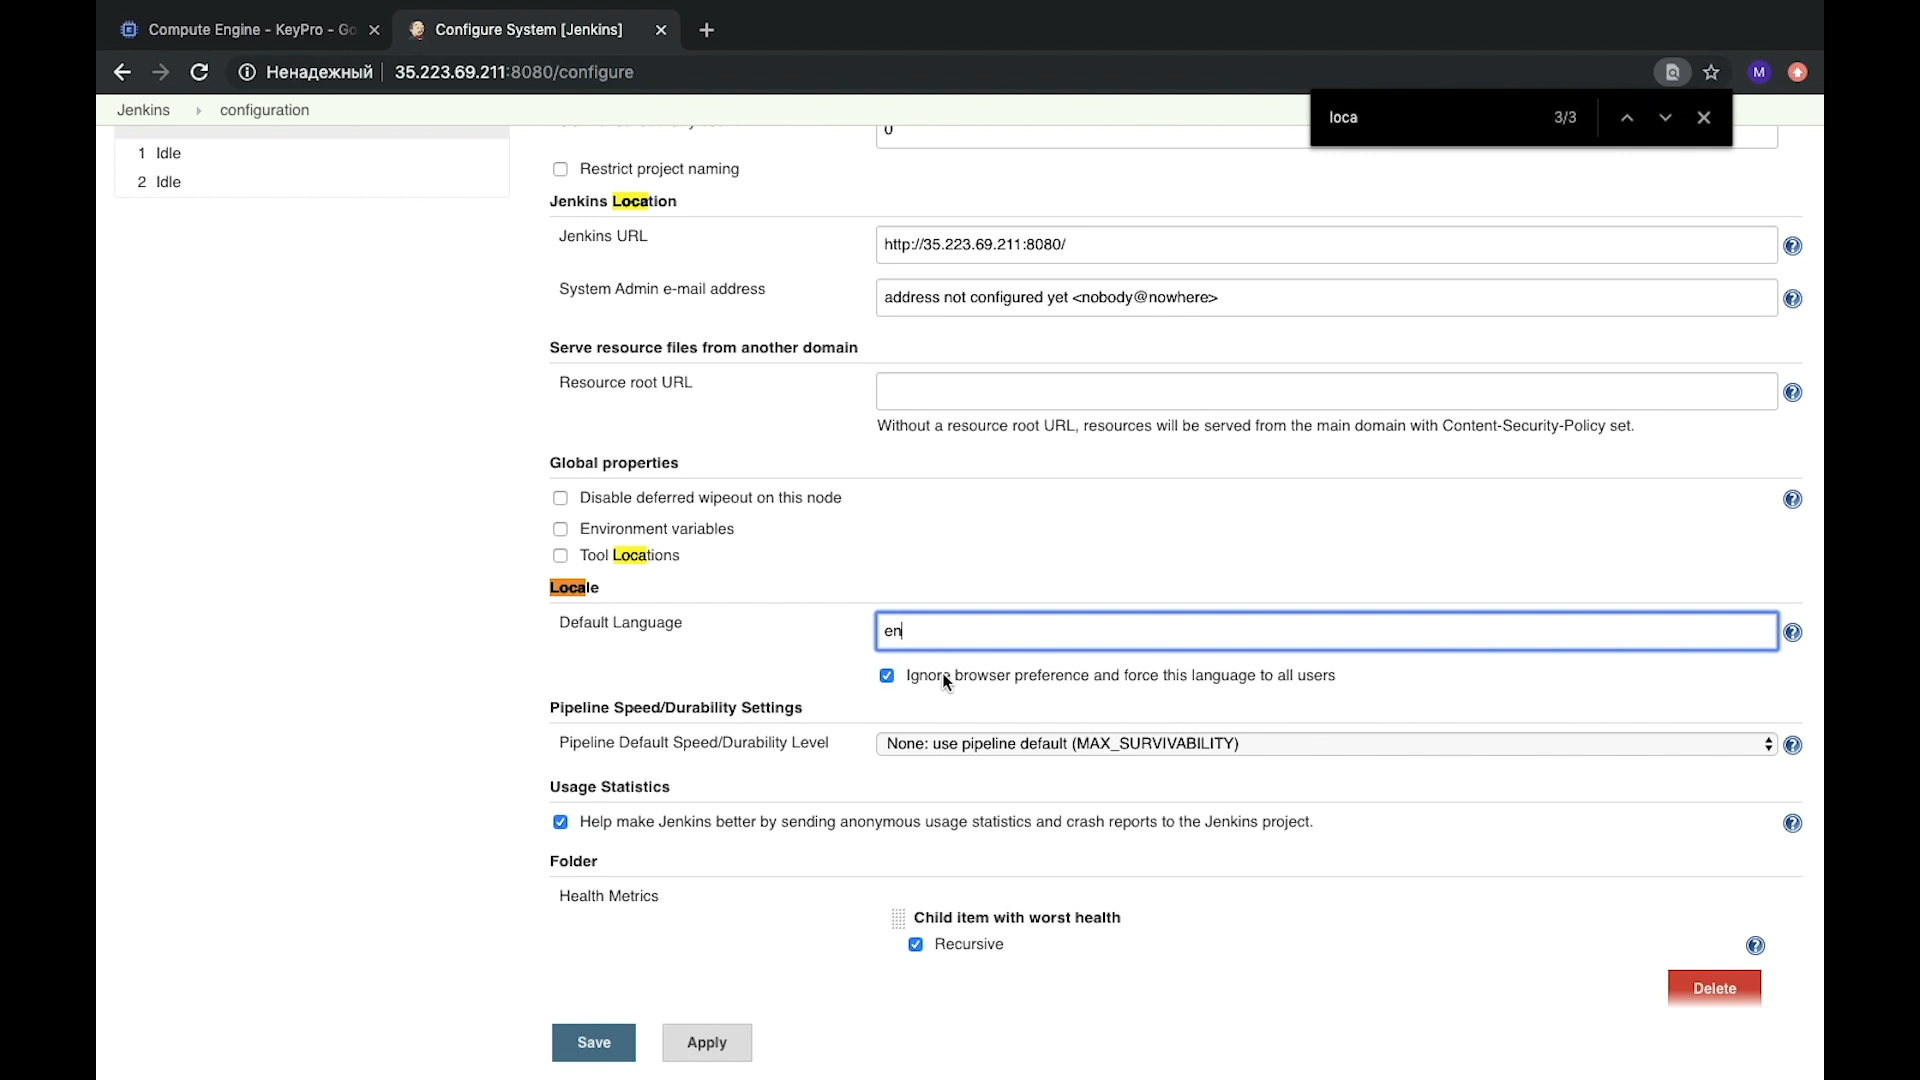 Compute Engine - KeyPro - Go
Configure System [Jenkins]
Ненадежный
35.223.69.211:8080/configure
M
Jenkins
configuration
loca
3/3
0
1 Idle
2 Idle
Restrict project naming
Jenkins Location
Jenkins URL
http://35.223.69.211:8080/
System Admin e-mail address
address not configured yet <nobody@nowhere>
Serve resource files from another domain
Resource root URL
Without a resource root URL, resources will be served from the main domain with Content-Security-Policy set.
Global properties
Disable deferred wipeout on this node
Environment variables
Tool Locations
Locale
Default Language
en
Ignore browser preference and force this language to all users
Pipeline Speed/Durability Settings
Pipeline Default Speed/Durability Level
None: use pipeline default (MAX_SURVIVABILITY)
Usage Statistics
Help make Jenkins better by sending anonymous usage statistics and crash reports to the Jenkins project.
Folder
Health Metrics
Child item with worst health
Recursive
Delete
Save
Apply